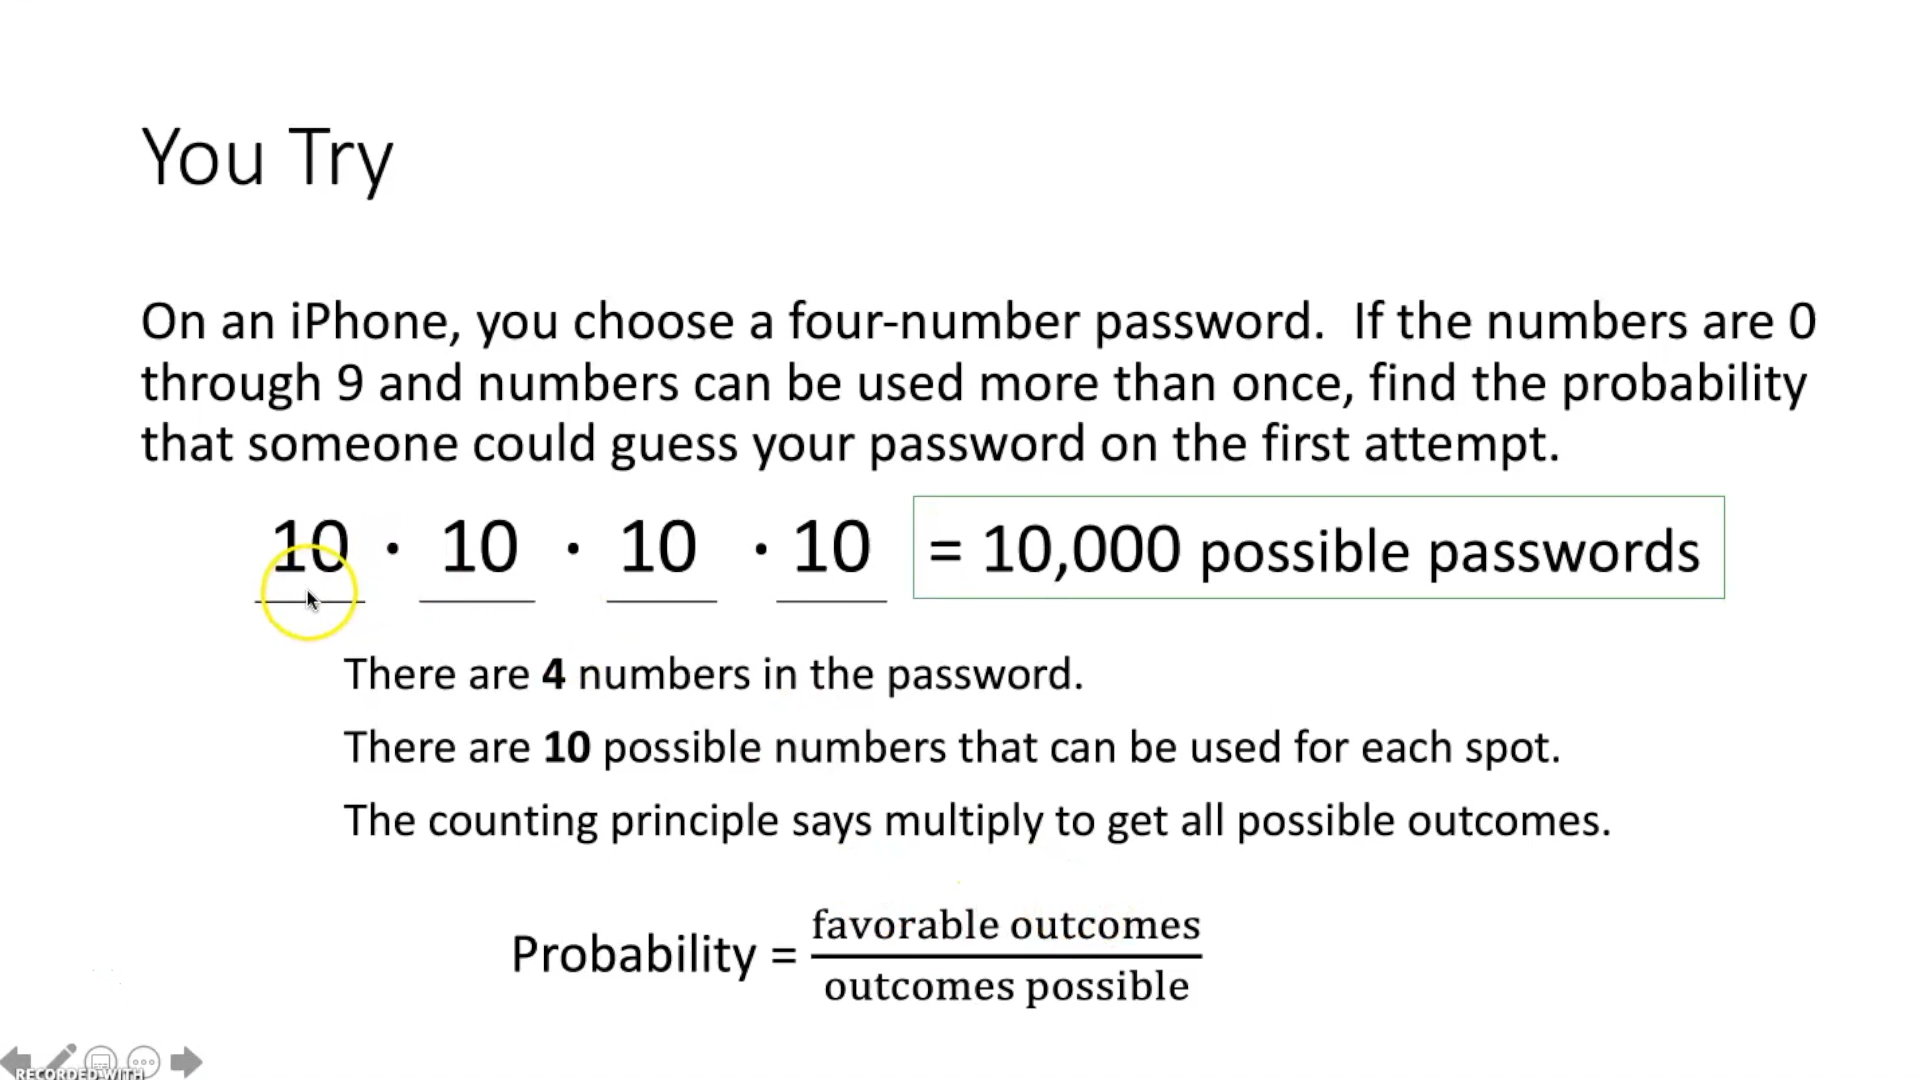 You Try
On an iPhone, you choose a four-number password. If the numbers are 0
through 9 and numbers can be used more than once, find the probability
that someone could guess your password on the first attempt.
10 · 10 · 10 · 10 = 10,000 possible passwords
There are 4 numbers in the password.
There are 10 possible numbers that can be used for each spot.
The counting principle says multiply to get all possible outcomes.
favorable outcomes
Probability =
outcomes possible
RECORDED WITH